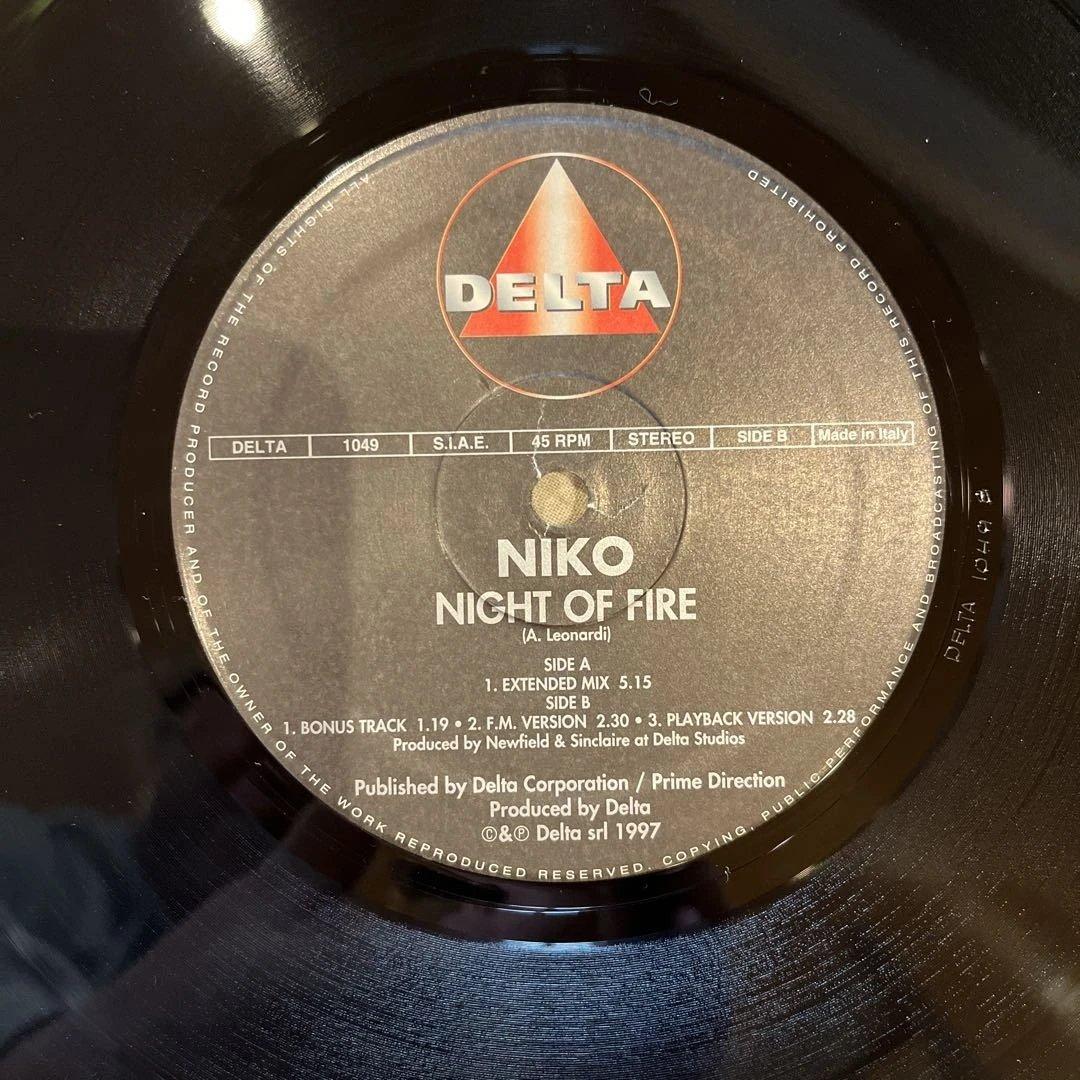 DELTA
DELTA 1049 S.I.A.E. 45 RPM STEREO SIDE B Made in Italy
NIKO
NIGHT OF FIRE
(A. Leonardi)
SIDE A
1. EXTENDED MIX 5.15
SIDE B
1. BONUS TRACK 1.19 • 2. F.M. VERSION 2.30 • 3. PLAYBACK VERSION 2.28
Produced by Newfield & Sinclaire at Delta Studios
Published by Delta Corporation / Prime Direction
Produced by Delta
©&℗ Delta srl 1997
ALL RIGHTS OF THE RECORD PRODUCER AND OF THE OWNER OF THE WORK REPRODUCED RESERVED. COPYING, PUBLIC PERFORMANCE AND BROADCASTING OF THIS RECORD PROHIBITED
DELTA 1049 B